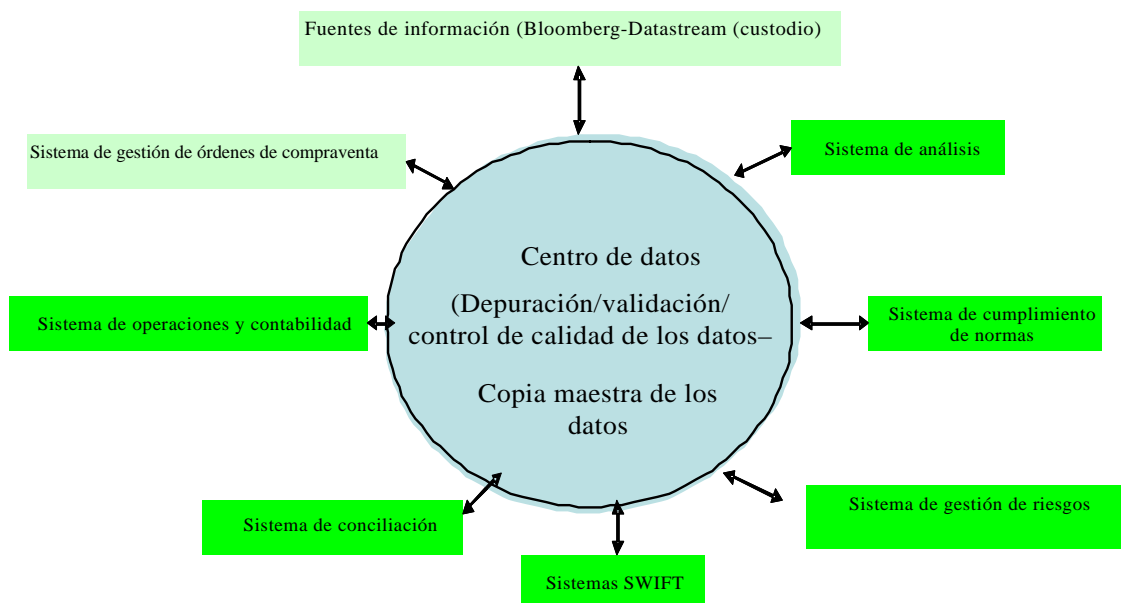 Fuentes de información (Bloomberg-Datastream (custodio)
Sistema de gestión de órdenes de compraventa
Sistema de análisis
Centro de datos
(Depuración/validación/
control de calidad de los datos–
Copia maestra de los
datos
Sistema de operaciones y contabilidad
Sistema de cumplimiento
de normas
Sistema de conciliación
Sistema de gestión de riesgos
Sistemas SWIFT